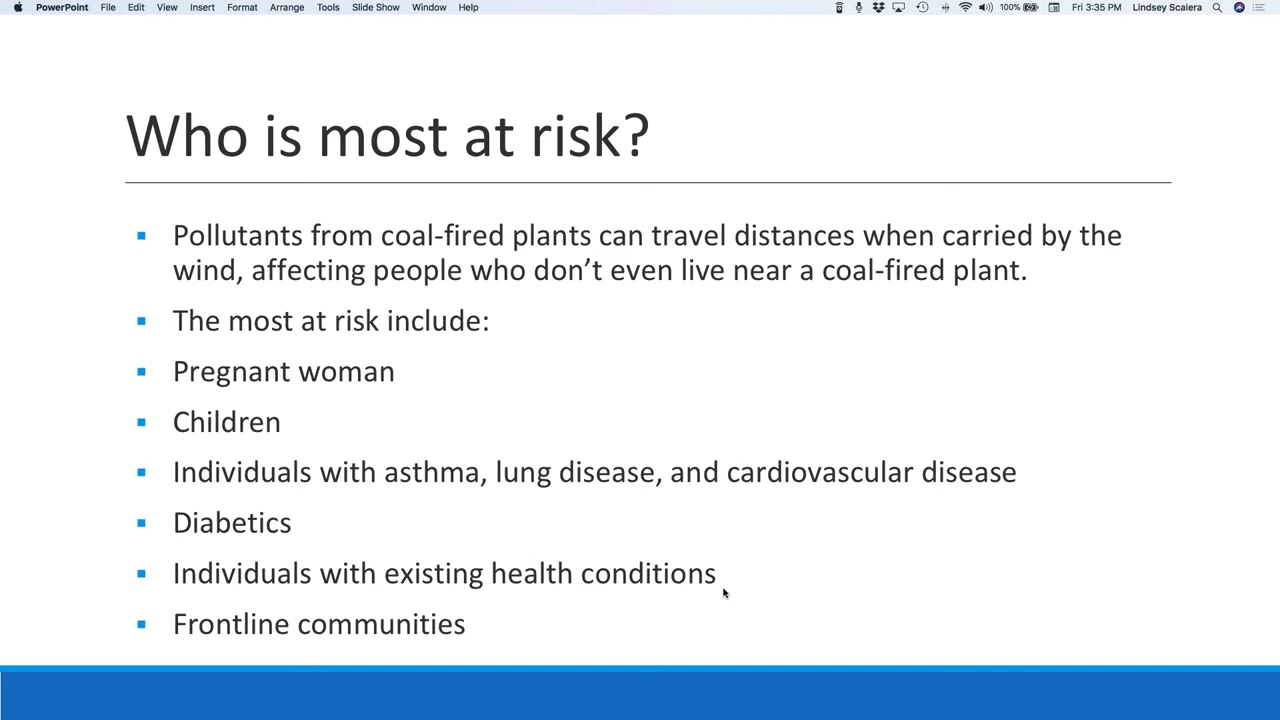 PowerPoint File Edit View Insert Format Arrange Tools Slide Show Window Help 100% Fri 3:35 PM Lindsey Scalera
Who is most at risk?
Pollutants from coal-fired plants can travel distances when carried by the
wind, affecting people who don’t even live near a coal-fired plant.
The most at risk include:
Pregnant woman
Children
Individuals with asthma, lung disease, and cardiovascular disease
Diabetics
Individuals with existing health conditions
Frontline communities